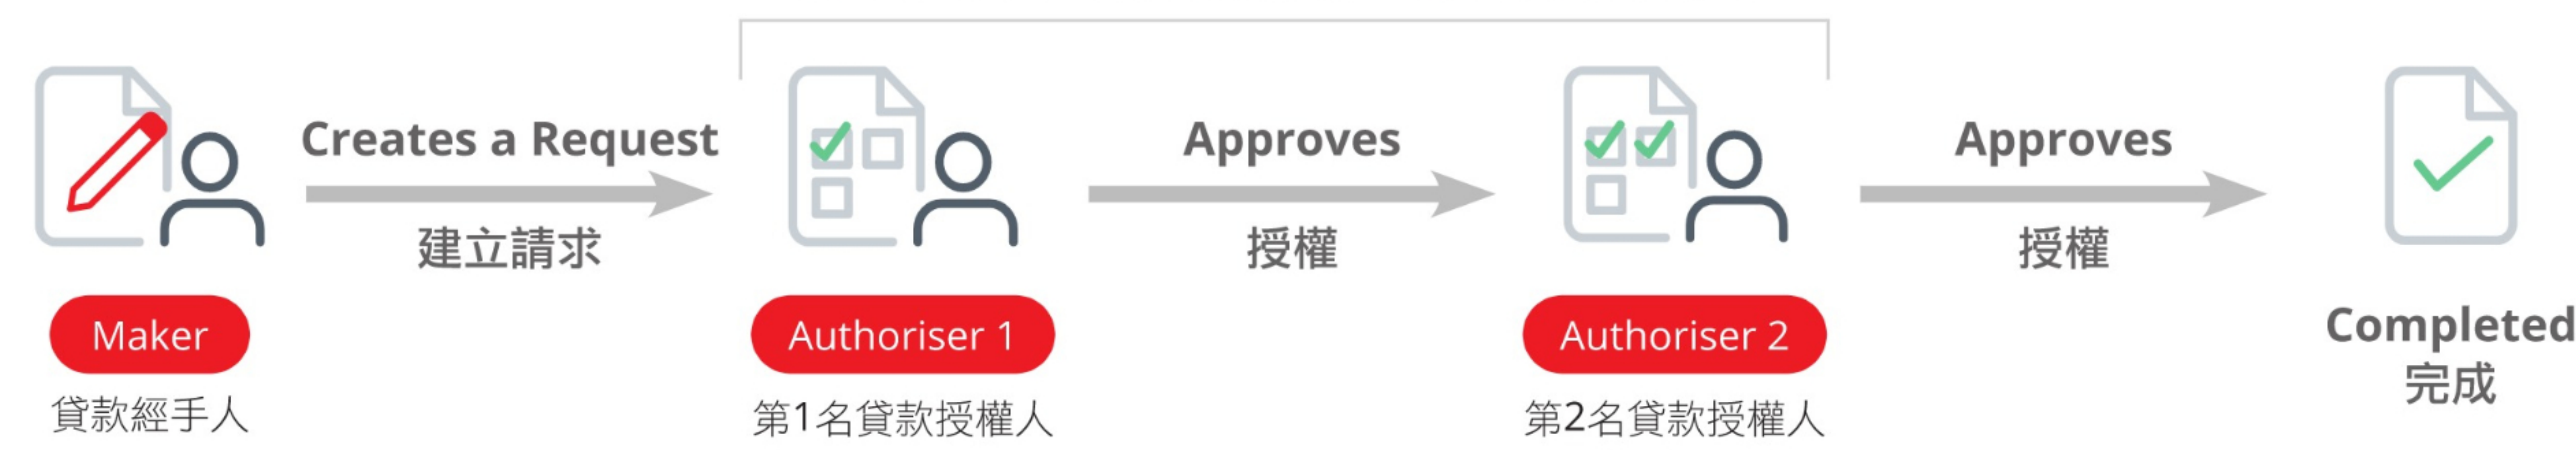 Creates a Request
建立請求
Approves
授權
Approves
授權
Maker
貸款經手人
Authoriser 1
第1名貸款授權人
Authoriser 2
第2名貸款授權人
Completed
完成